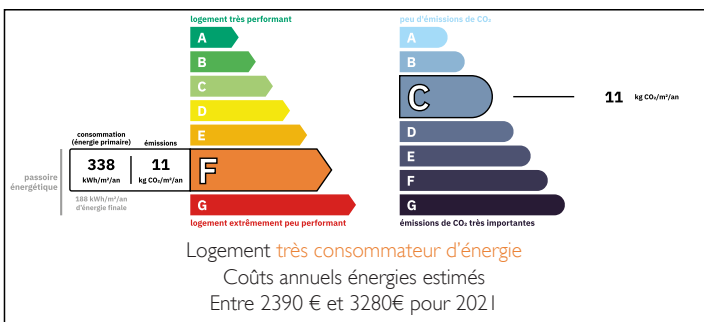 logement très performant
A
B
C
D
E
consommation
(énergie primaire)
émissions
338
kWh/m²/an
11
kg CO₂/m²/an
F
passoire
énergétique
188 kWh/m²/an
d'énergie finale
G
logement extrêmement peu performant
peu d'émissions de CO₂
A
B
C
11 kg CO₂/m²/an
D
E
F
G
émissions de CO₂ très importantes
Logement très consommateur d'énergie
Coûts annuels énergies estimés
Entre 2390 € et 3280€ pour 2021